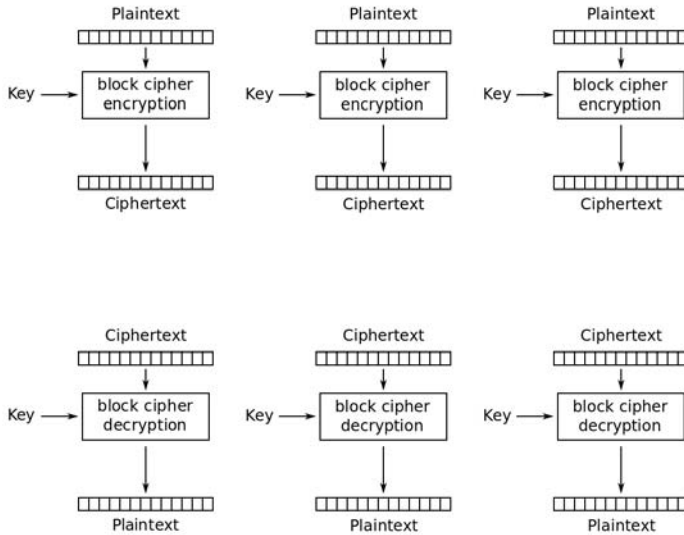 Plaintext Plaintext Plaintext
Key block cipher encryption Key block cipher encryption Key block cipher encryption
Ciphertext Ciphertext Ciphertext
Ciphertext Ciphertext Ciphertext
Key block cipher decryption Key block cipher decryption Key block cipher decryption
Plaintext Plaintext Plaintext